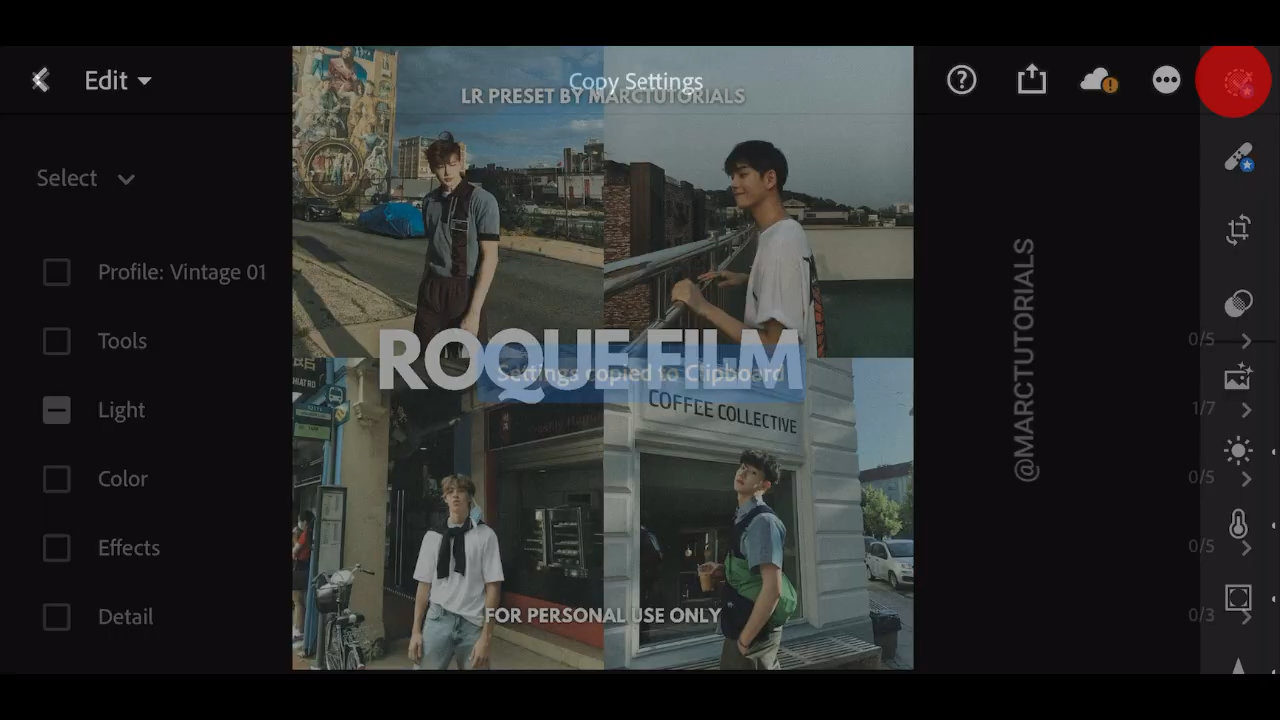 Edit
Copy Settings
LR PRESET BY MARCTUTORIALS
Select
Profile: Vintage 01
Tools
Light
Color
Effects
Detail
ROQUE FILM
Settings copied to Clipboard
COFFEE COLLECTIVE
FOR PERSONAL USE ONLY
@MARCTUTORIALS
0/5
1/7
0/5
0/5
0/3